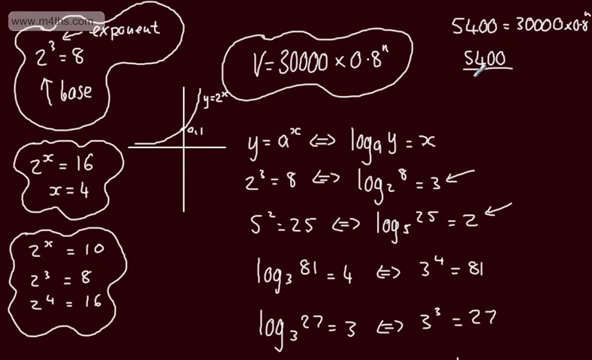 www.m4ths.com
2³ = 8 ← exponent
↑ base
2ˣ = 16
x = 4
2ˣ = 10
2³ = 8
2⁴ = 16
y=2ˣ
0,1
V = 30000 × 0·8ⁿ
5400 = 30000×0·8ⁿ
5400
y = aˣ ⇔ logₐ y = x
2³ = 8 ⇔ log₂ 8 = 3 ←
5² = 25 ⇔ log₅ 25 = 2 ←
log₃ 81 = 4 ⇔ 3⁴ = 81
log₃ 27 = 3 ⇔ 3³ = 27